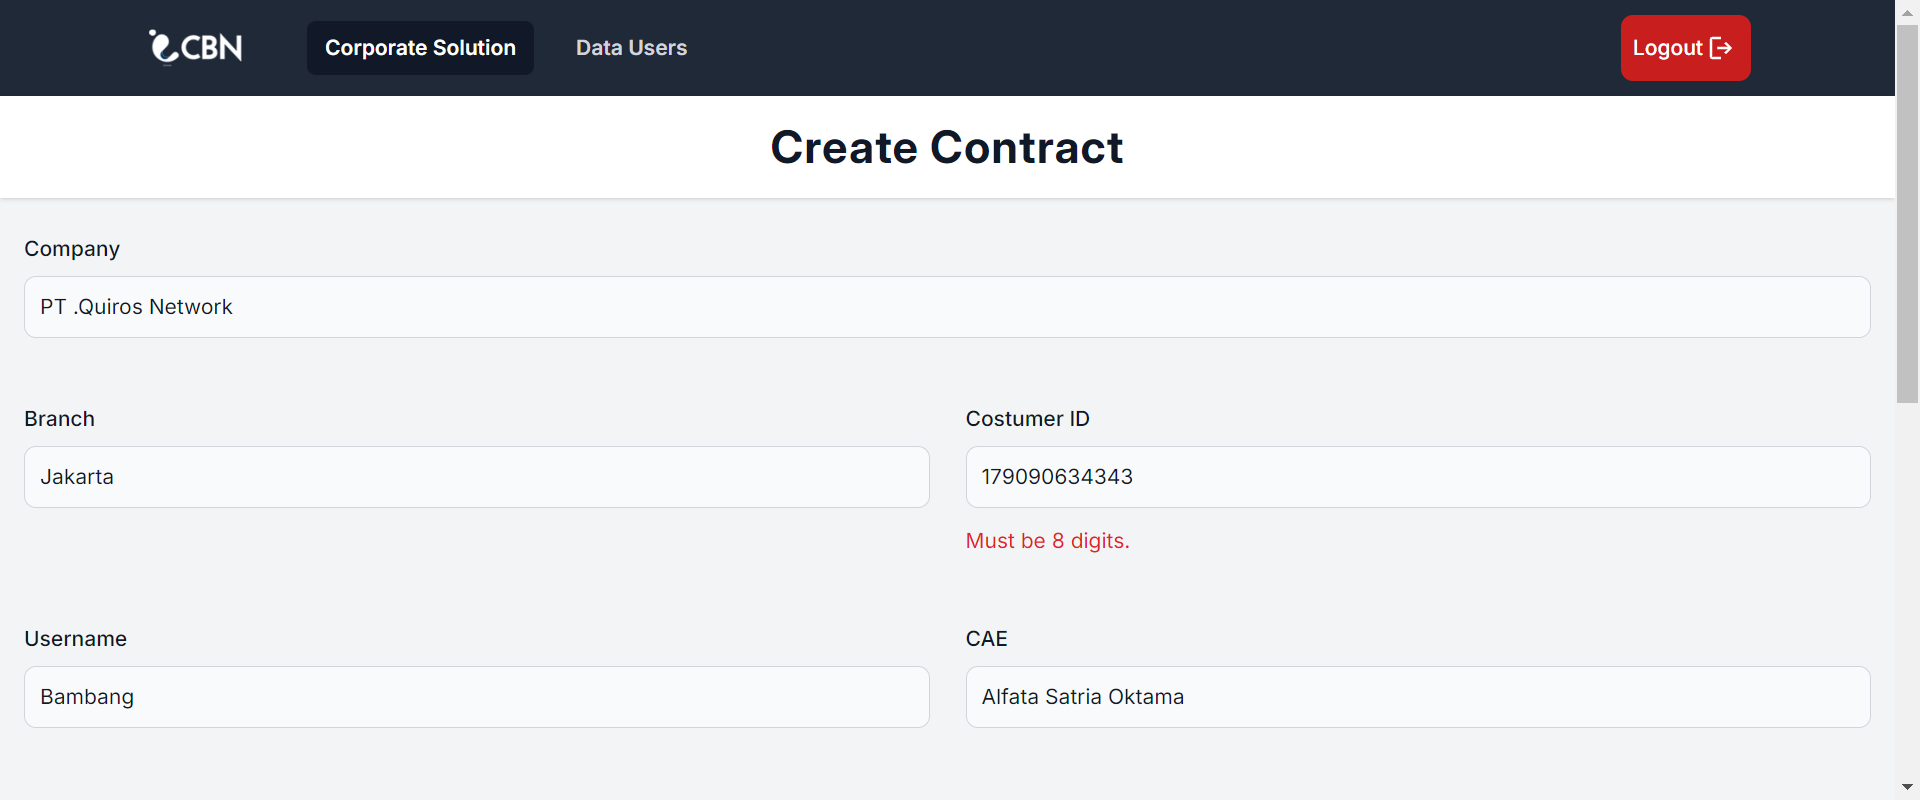 CBN
Corporate Solution
Data Users
Logout
Create Contract
Company
PT .Quiros Network
Branch
Costumer ID
Jakarta
179090634343
Must be 8 digits.
Username
CAE
Bambang
Alfata Satria Oktama